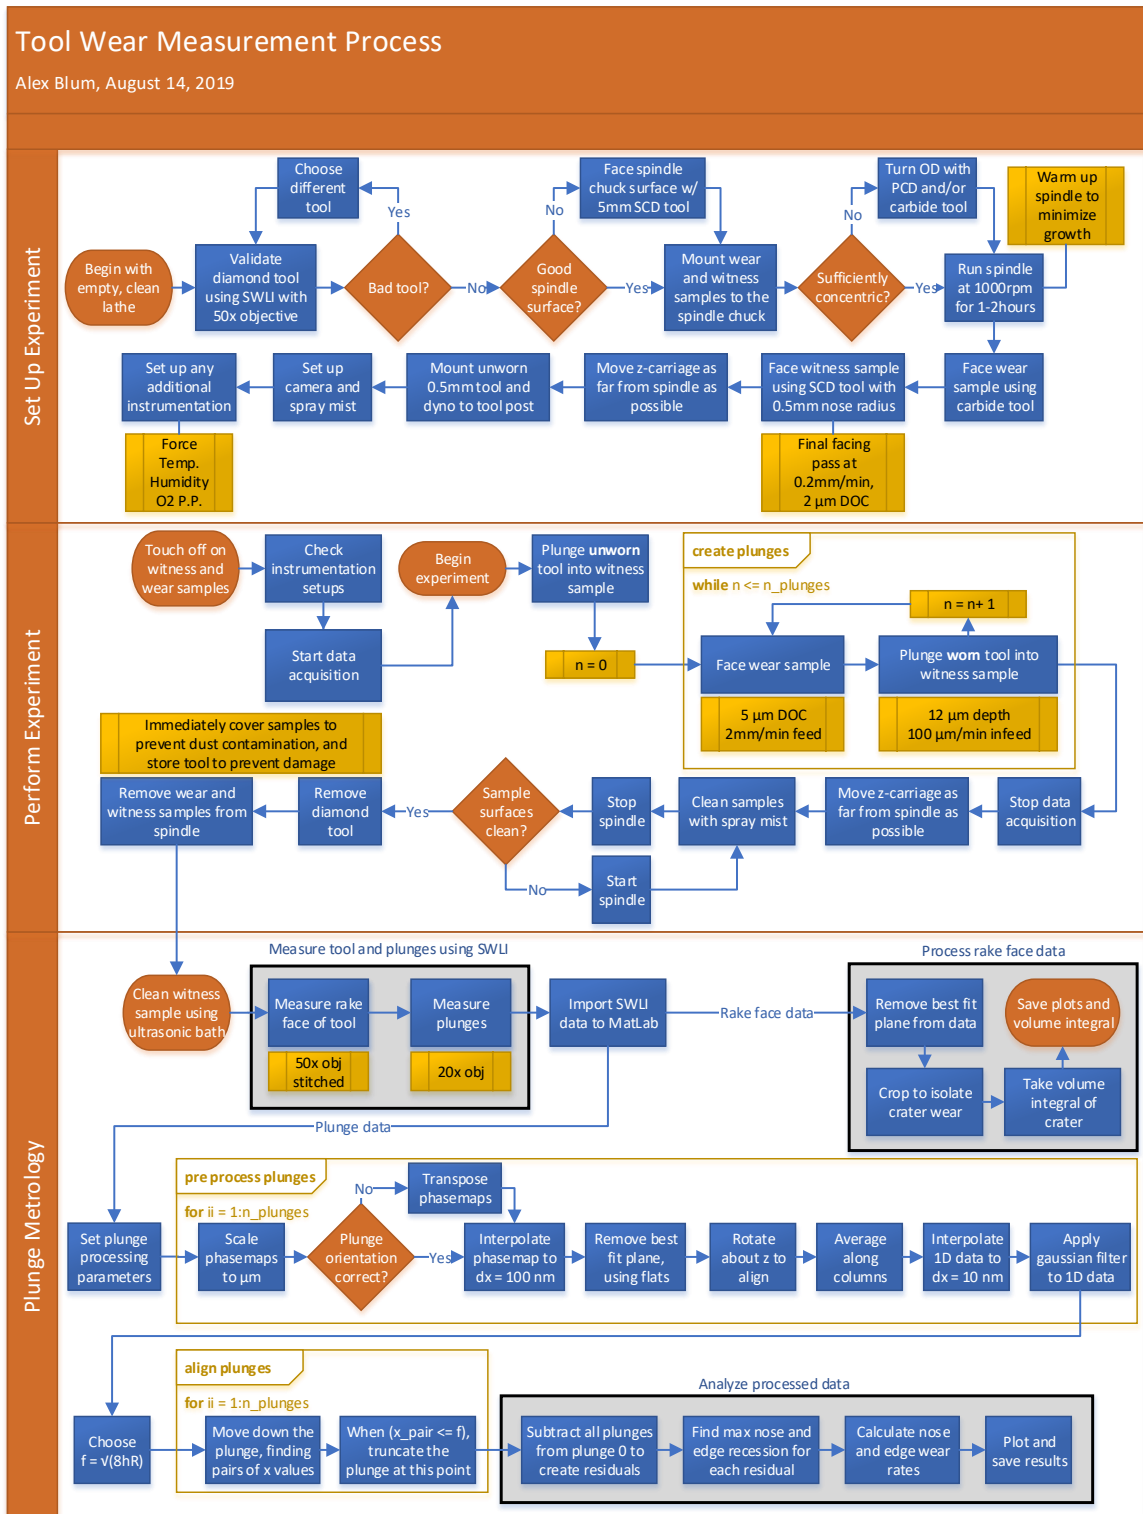 Tool Wear Measurement Process
Alex Blum, August 14, 2019
Set Up Experiment
Choose
different
tool
Yes
Face spindle
chuck surface w/
5mm SCD tool
No
Turn OD with
PCD and/or
carbide tool
No
Warm up
spindle to
minimize
growth
Begin with
empty, clean
lathe
Validate
diamond tool
using SWLI with
50x objective
Bad tool?
No
Good
spindle
surface?
Yes
Mount wear
and witness
samples to the
spindle chuck
Sufficiently
concentric?
Yes
Run spindle
at 1000rpm
for 1-2hours
Set up any
additional
instrumentation
Set up
camera and
spray mist
Mount unworn
0.5mm tool and
dyno to tool post
Move z-carriage as
far from spindle as
possible
Face witness sample
using SCD tool with
0.5mm nose radius
Face wear
sample using
carbide tool
Force
Temp.
Humidity
O2 P.P.
Final facing
pass at
0.2mm/min,
2 µm DOC
Perform Experiment
Touch off on
witness and
wear samples
Check
instrumentation
setups
Begin
experiment
Plunge unworn
tool into witness
sample
create plunges
while n <= n_plunges
n = n+ 1
Start data
acquisition
n = 0
Face wear sample
Plunge worn tool into
witness sample
5 µm DOC
2mm/min feed
12 µm depth
100 µm/min infeed
Immediately cover samples to
prevent dust contamination, and
store tool to prevent damage
Remove wear and
witness samples from
spindle
Remove
diamond
tool
Yes
Sample
surfaces
clean?
Stop
spindle
Clean samples
with spray mist
Move z-carriage as
far from spindle as
possible
Stop data
acquisition
No
Start
spindle
Plunge Metrology
Measure tool and plunges using SWLI
Process rake face data
Clean witness
sample using
ultrasonic bath
Measure rake
face of tool
Measure
plunges
Import SWLI
data to MatLab
Rake face data
Remove best fit
plane from data
Save plots and
volume integral
50x obj
stitched
20x obj
Crop to isolate
crater wear
Take volume
integral of
crater
Plunge data
pre process plunges
for ii = 1:n_plunges
No
Transpose
phasemaps
Set plunge
processing
parameters
Scale
phasemaps
to µm
Plunge
orientation
correct?
Yes
Interpolate
phasemap to
dx = 100 nm
Remove best
fit plane,
using flats
Rotate
about z to
align
Average
along
columns
Interpolate
1D data to
dx = 10 nm
Apply
gaussian filter
to 1D data
align plunges
for ii = 1:n_plunges
Analyze processed data
Choose
f = √(8hR)
Move down the
plunge, finding
pairs of x values
When (x_pair <= f),
truncate the
plunge at this point
Subtract all plunges
from plunge 0 to
create residuals
Find max nose and
edge recession for
each residual
Calculate nose
and edge wear
rates
Plot and
save results